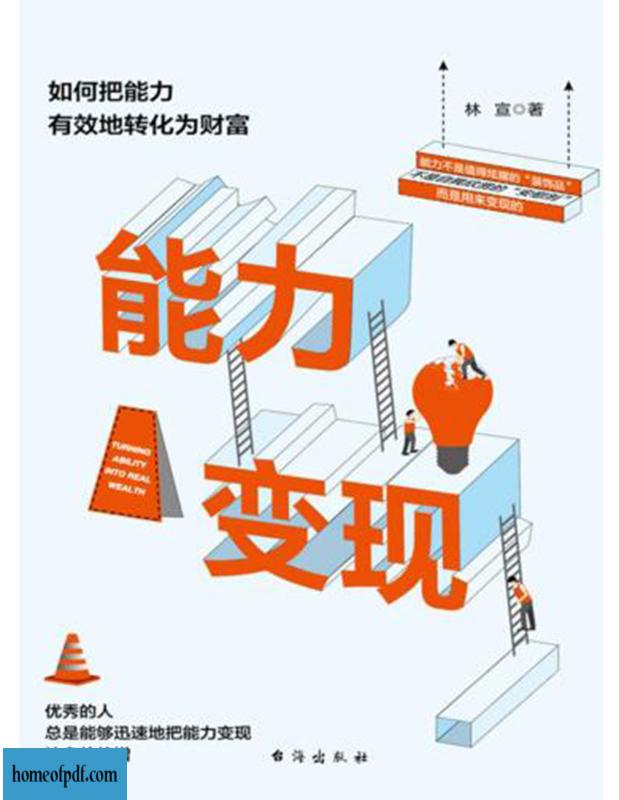 如何把能力
有效地转化为财富
林 宣◎著
能力不是值得炫耀的“装饰品”
而是用来变现的
能力
变现
TURNING
ABILITY
INTO REAL
WEALTH
优秀的人
总是能够迅速地把能力变现
台海出版社
homeofpdf.com